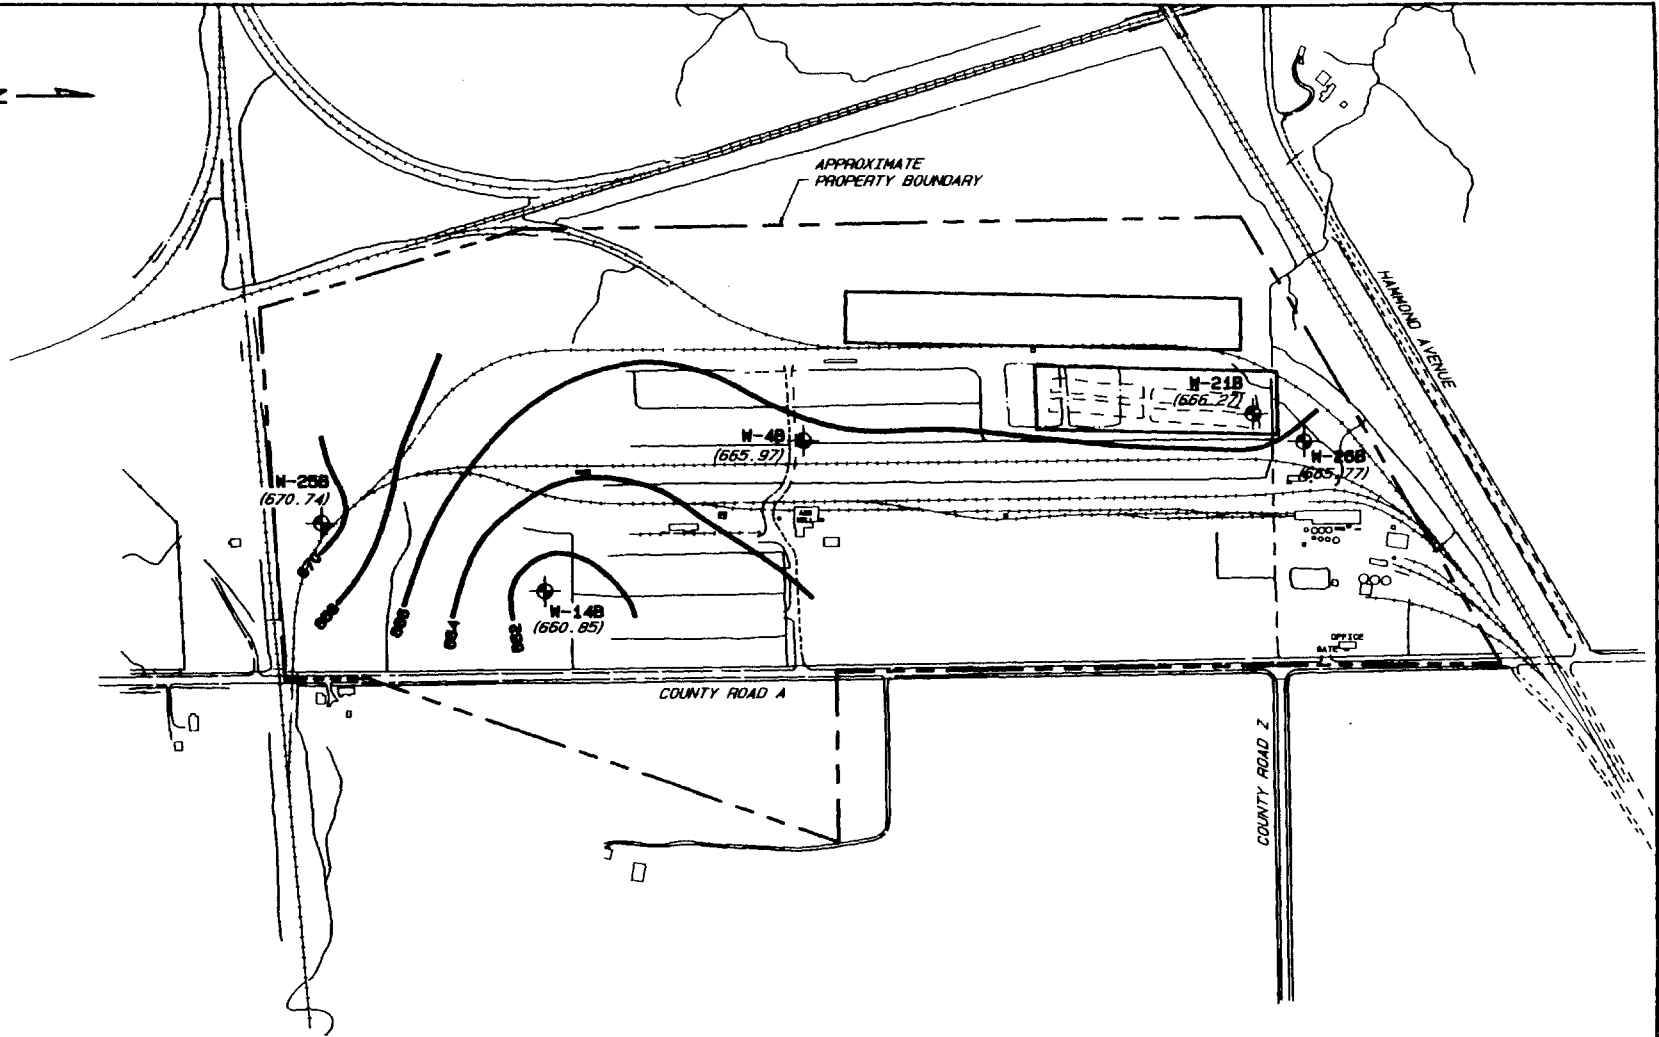 N
APPROXIMATE
PROPERTY BOUNDARY
HAMMOND AVENUE
W-21B
(666.27)
W-4B
(665.97)
W-26B
(665.77)
W-25B
(670.74)
670
668
666
664
662
W-14B
(660.85)
OFFICE
GATE
COUNTY ROAD A
COUNTY ROAD Z